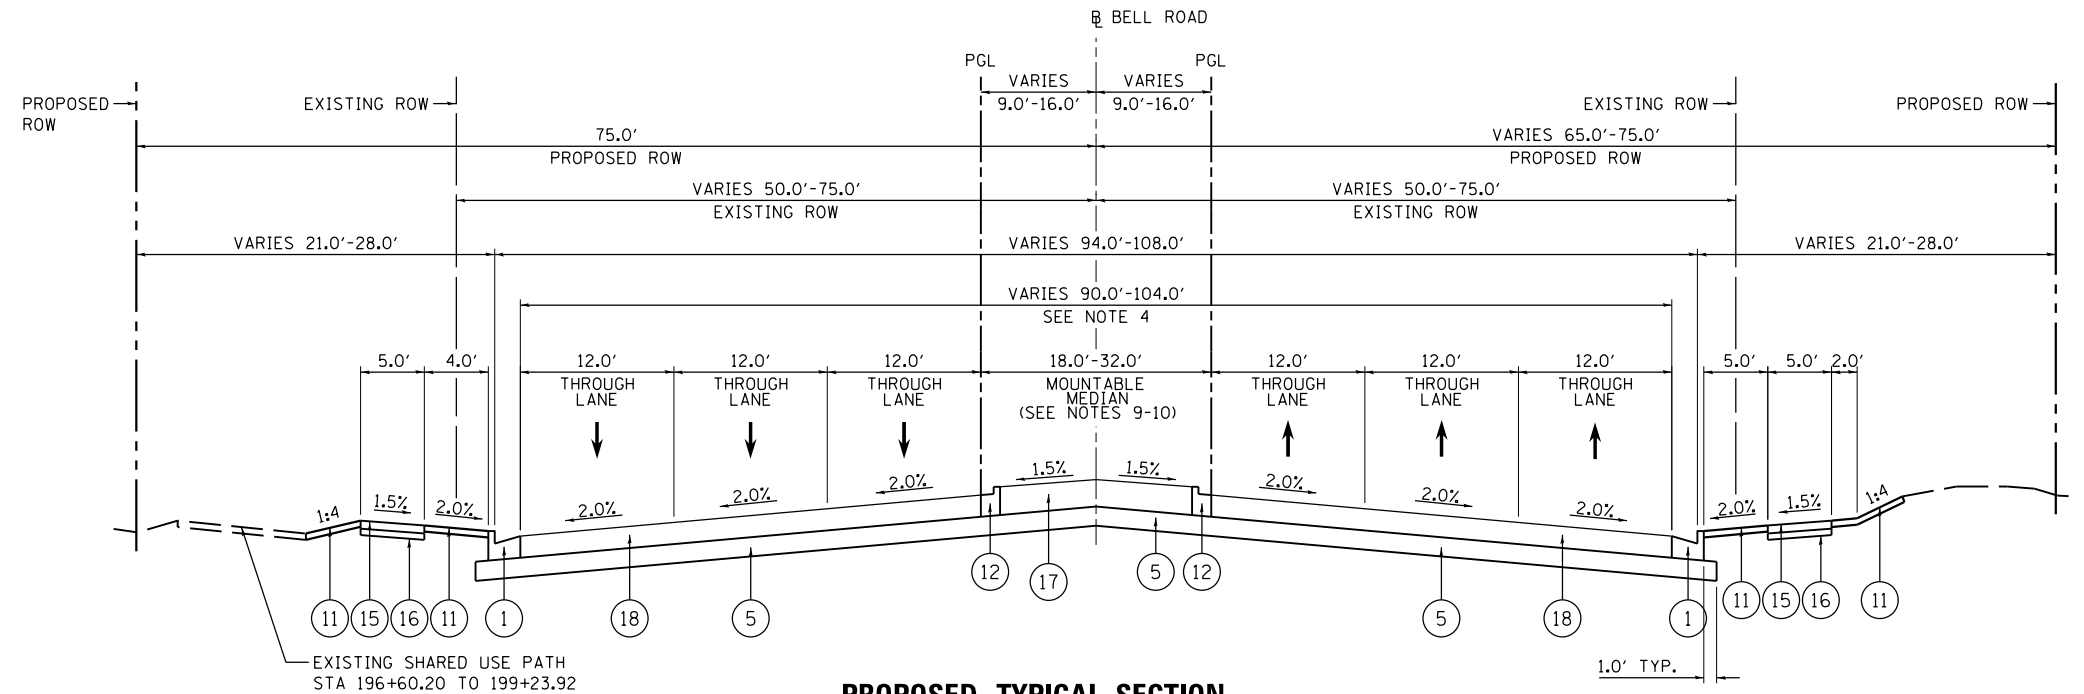 ℄ BELL ROAD
PGL
PGL
VARIES
VARIES
9.0'-16.0'
9.0'-16.0'
PROPOSED
ROW
EXISTING ROW
EXISTING ROW
PROPOSED ROW
75.0'
PROPOSED ROW
VARIES 65.0'-75.0'
PROPOSED ROW
VARIES 50.0'-75.0'
EXISTING ROW
VARIES 50.0'-75.0'
EXISTING ROW
VARIES 21.0'-28.0'
VARIES 94.0'-108.0'
VARIES 21.0'-28.0'
VARIES 90.0'-104.0'
SEE NOTE 4
5.0'
4.0'
12.0'
THROUGH
LANE
12.0'
THROUGH
LANE
12.0'
THROUGH
LANE
18.0'-32.0'
MOUNTABLE
MEDIAN
(SEE NOTES 9-10)
12.0'
THROUGH
LANE
12.0'
THROUGH
LANE
12.0'
THROUGH
LANE
5.0'
5.0'
2.0'
1:4
1.5%
2.0%
2.0%
2.0%
2.0%
1.5%
1.5%
2.0%
2.0%
2.0%
2.0%
1.5%
1:4
11
15
16
11
1
18
5
12
17
5
12
5
18
1
11
15
16
11
EXISTING SHARED USE PATH
STA 196+60.20 TO 199+23.92
1.0' TYP.
PROPOSED TYPICAL SECTION